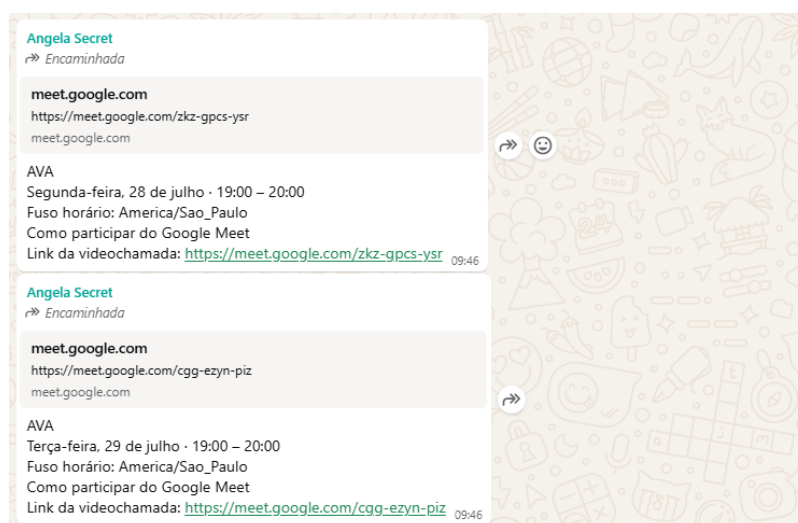 Angela Secret
Encaminhada
meet.google.com
https://meet.google.com/zkz-gpcs-ysr
meet.google.com
AVA
Segunda-feira, 28 de julho · 19:00 – 20:00
Fuso horário: America/Sao_Paulo
Como participar do Google Meet
Link da videochamada: https://meet.google.com/zkz-gpcs-ysr 09:46
Angela Secret
Encaminhada
meet.google.com
https://meet.google.com/cgg-ezyn-piz
meet.google.com
AVA
Terça-feira, 29 de julho · 19:00 – 20:00
Fuso horário: America/Sao_Paulo
Como participar do Google Meet
Link da videochamada: https://meet.google.com/cgg-ezyn-piz 09:46